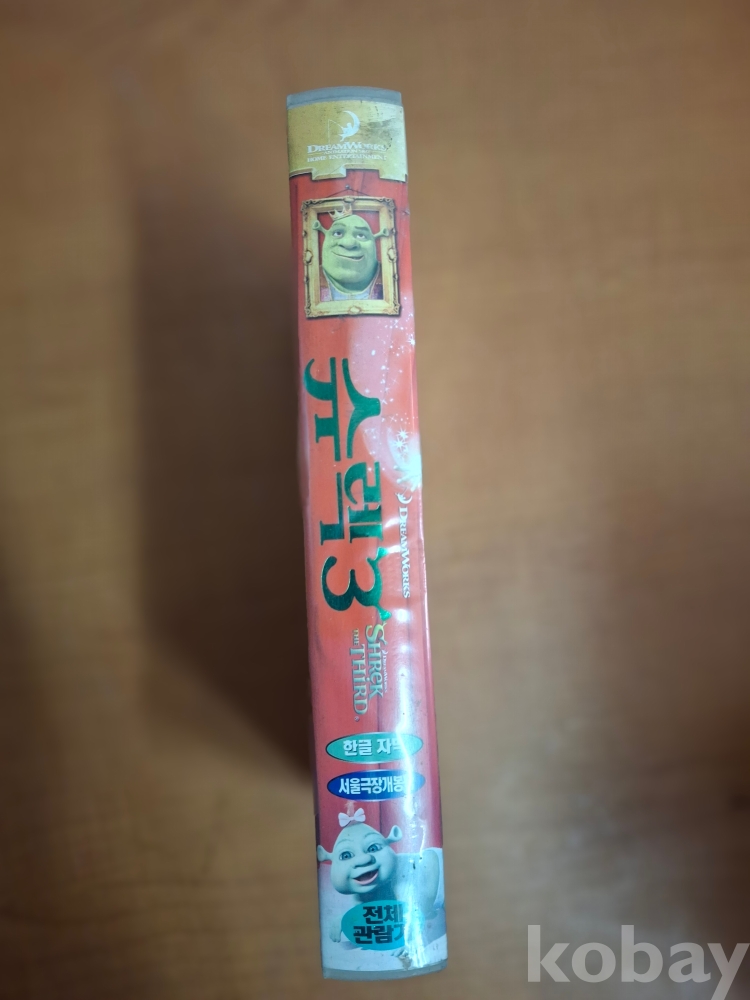 DREAMWORKS
HOME ENTERTAINMENT
슈렉3
DREAMWORKS
SHREK
THE THIRD
한글 자막
서울극장개봉
전체
관람가
kobay